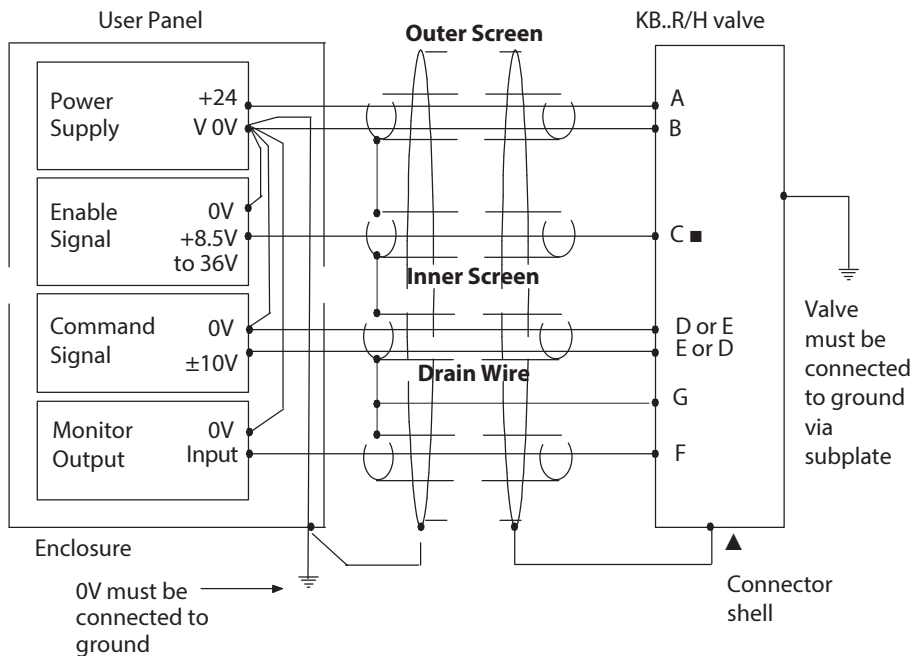 User Panel
Outer Screen
KB..R/H valve
Power
Supply
+24
V 0V
A
B
Enable
Signal
0V
+8.5V
to 36V
C ■
Inner Screen
Command
Signal
0V
±10V
D or E
E or D
Drain Wire
G
Monitor
Output
0V
Input
F
Valve
must be
connected
to ground
via
subplate
Enclosure
0V must be
connected to
ground
▲
Connector
shell